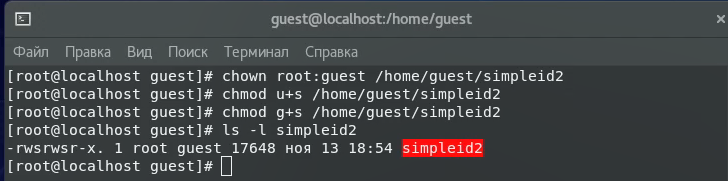 guest@localhost:/home/guest
Файл Правка Вид Поиск Терминал Справка
[root@localhost guest]# chown root:guest /home/guest/simpleid2
[root@localhost guest]# chmod u+s /home/guest/simpleid2
[root@localhost guest]# chmod g+s /home/guest/simpleid2
[root@localhost guest]# ls -l simpleid2
-rwsrwsr-x. 1 root guest 17648 ноя 13 18:54 simpleid2
[root@localhost guest]#